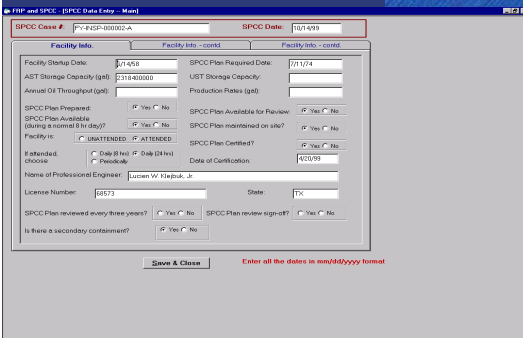 FRP and SPCC - [SPCC Data Entry -- Main]
SPCC Case #: FY-INSP-000002-A SPCC Date: 10/14/99
Facility Info. Facility Info. - contd. Facility Info. - contd.
Facility Startup Date: 6/14/58 SPCC Plan Required Date: 7/11/74
AST Storage Capacity (gal): 2318400000 UST Storage Capacity:
Annual Oil Throughput (gal): Production Rates (gal):
SPCC Plan Prepared: Yes No SPCC Plan Available for Review: Yes No
SPCC Plan Available
(during a normal 8 hr day)? Yes No SPCC Plan maintained on site? Yes No
Facility is: UNATTENDED ATTENDED SPCC Plan Certified? Yes No
If attended, Daily (8 hrs) Daily (24 hrs)
choose Periodically Date of Certification: 4/20/99
Name of Professional Engineer: Lucien W. Klejbuk, Jr.
License Number: 68573 State: TX
SPCC Plan reviewed every three years? Yes No SPCC Plan review sign-off? Yes No
Is there a secondary containment? Yes No
Save & Close Enter all the dates in mm/dd/yyyy format